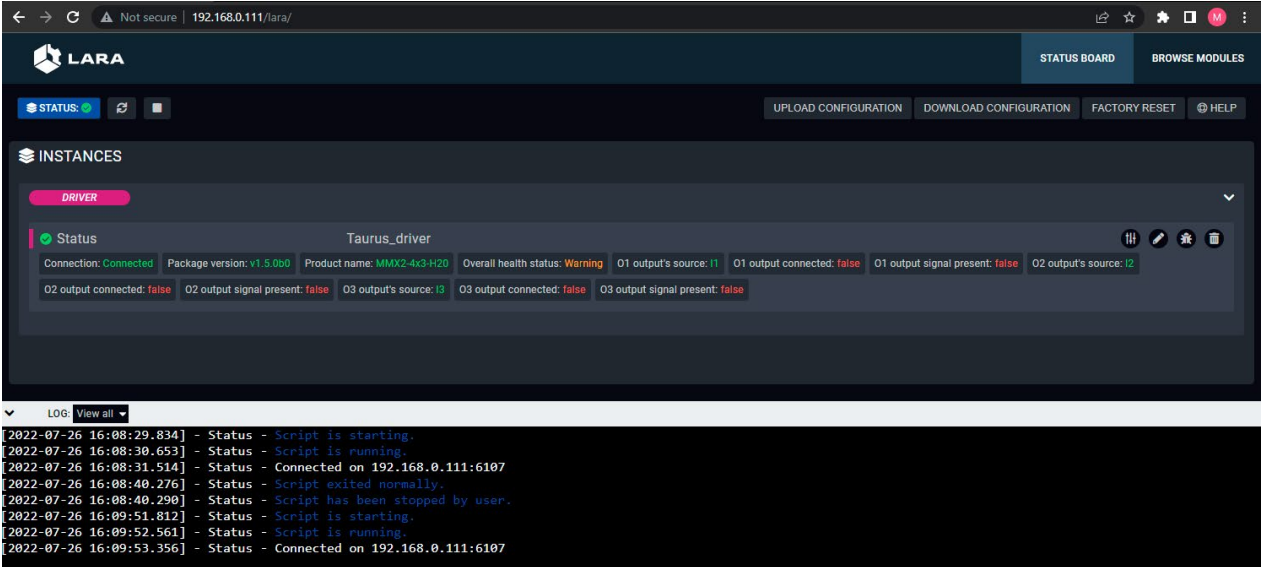 Not secure | 192.168.0.111/lara/
M
LARA
STATUS BOARD
BROWSE MODULES
STATUS:
UPLOAD CONFIGURATION
DOWNLOAD CONFIGURATION
FACTORY RESET
HELP
INSTANCES
DRIVER
Status
Taurus_driver
Connection: Connected
Package version: v1.5.0b0
Product name: MMX2-4x3-H20
Overall health status: Warning
O1 output's source: I1
O1 output connected: false
O1 output signal present: false
O2 output's source: I2
O2 output connected: false
O2 output signal present: false
O3 output's source: I3
O3 output connected: false
O3 output signal present: false
LOG: View all
[2022-07-26 16:08:29.834] - Status - Script is starting.
[2022-07-26 16:08:30.653] - Status - Script is running.
[2022-07-26 16:08:31.514] - Status - Connected on 192.168.0.111:6107
[2022-07-26 16:08:40.276] - Status - Script exited normally.
[2022-07-26 16:08:40.290] - Status - Script has been stopped by user.
[2022-07-26 16:09:51.812] - Status - Script is starting.
[2022-07-26 16:09:52.561] - Status - Script is running.
[2022-07-26 16:09:53.356] - Status - Connected on 192.168.0.111:6107